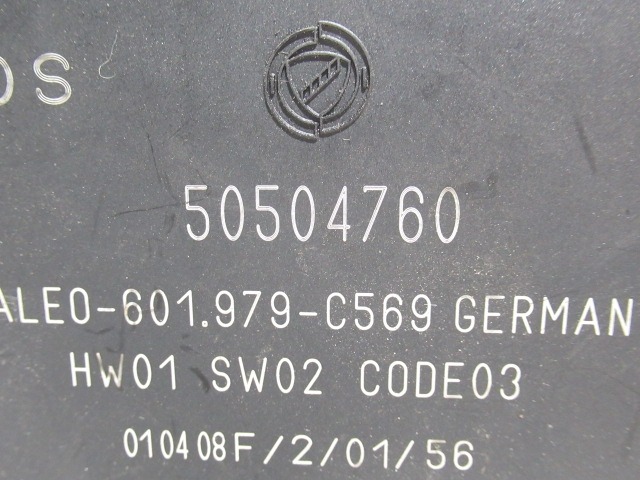 OS
50504760
ALEO-601.979-C569 GERMAN
HW01 SW02 CODE03
010408F/2/01/56